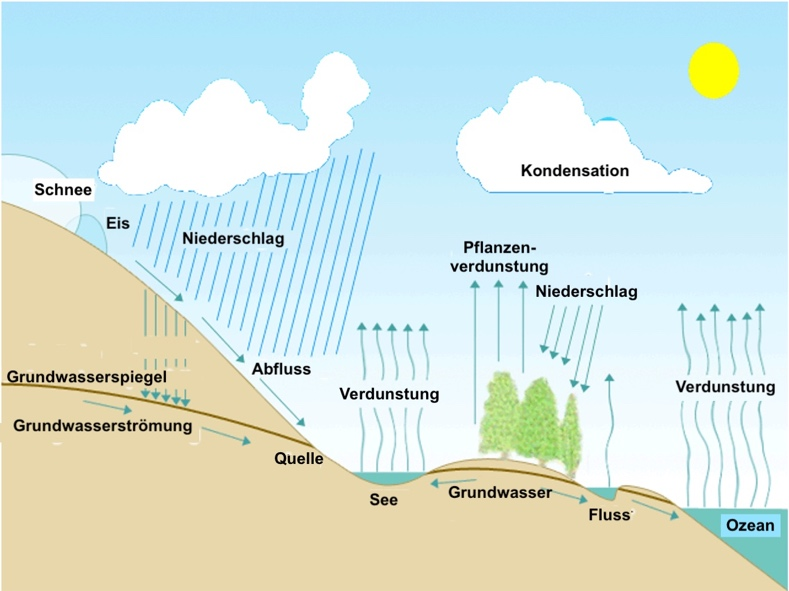 Kondensation
Schnee
Eis
Niederschlag
Pflanzen-
verdunstung
Niederschlag
Abfluss
Grundwasserspiegel
Verdunstung
Verdunstung
Grundwasserströmung
Quelle
See
Grundwasser
Fluss
Ozean